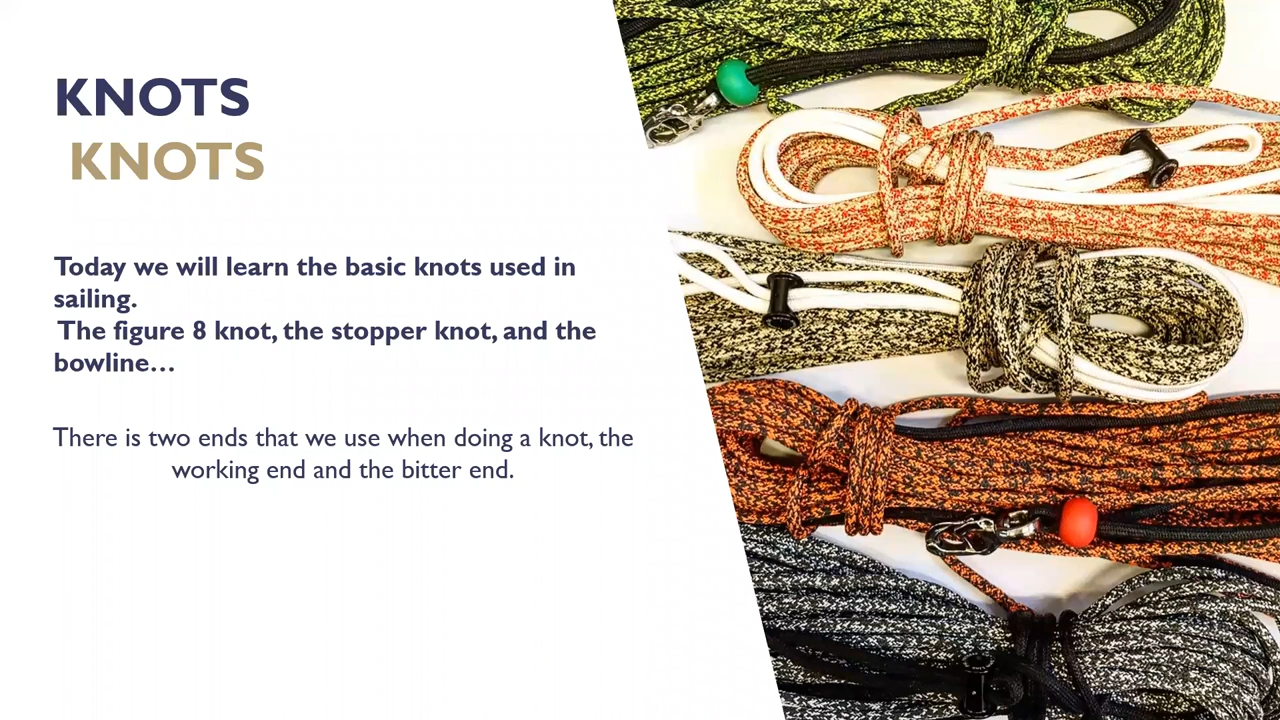 KNOTS
KNOTS
Today we will learn the basic knots used in
sailing.
The figure 8 knot, the stopper knot, and the
bowline…
There is two ends that we use when doing a knot, the
working end and the bitter end.